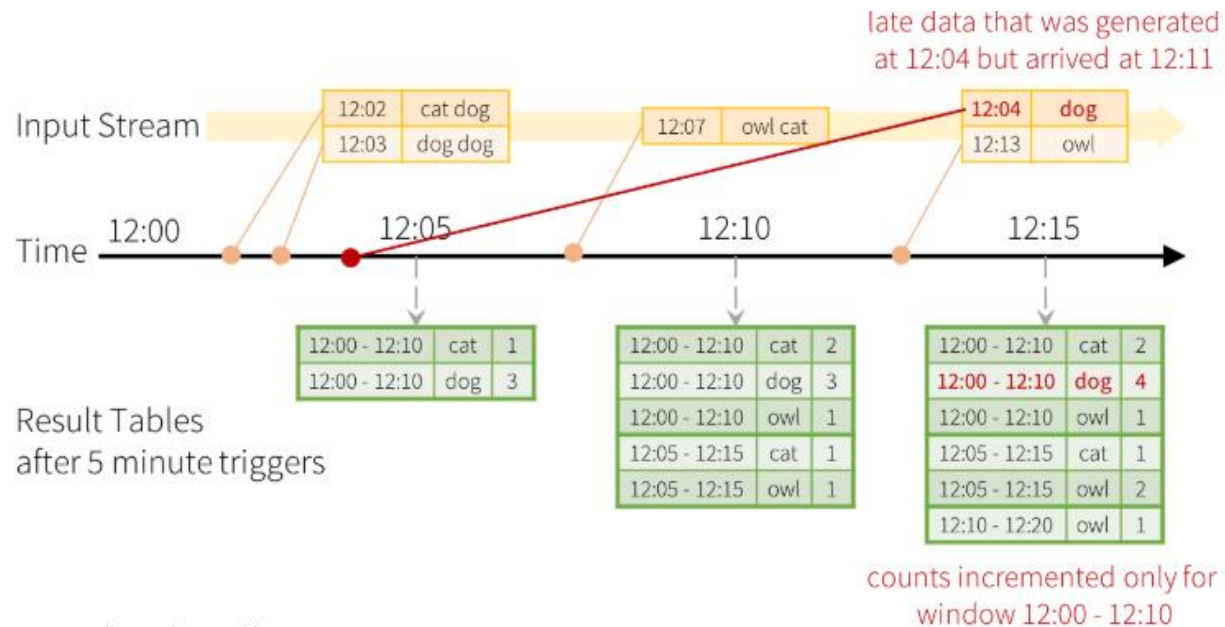 late data that was generated
at 12:04 but arrived at 12:11
Input Stream
12:02 cat dog
12:03 dog dog
12:07 owl cat
12:04 dog
12:13 owl
Time
12:00 12:05 12:10 12:15
12:00 - 12:10 cat 1
12:00 - 12:10 dog 3
12:00 - 12:10 cat 2
12:00 - 12:10 dog 3
12:00 - 12:10 owl 1
12:05 - 12:15 cat 1
12:05 - 12:15 owl 1
12:00 - 12:10 cat 2
12:00 - 12:10 dog 4
12:00 - 12:10 owl 1
12:05 - 12:15 cat 1
12:05 - 12:15 owl 2
12:10 - 12:20 owl 1
Result Tables
after 5 minute triggers
counts incremented only for
window 12:00 - 12:10